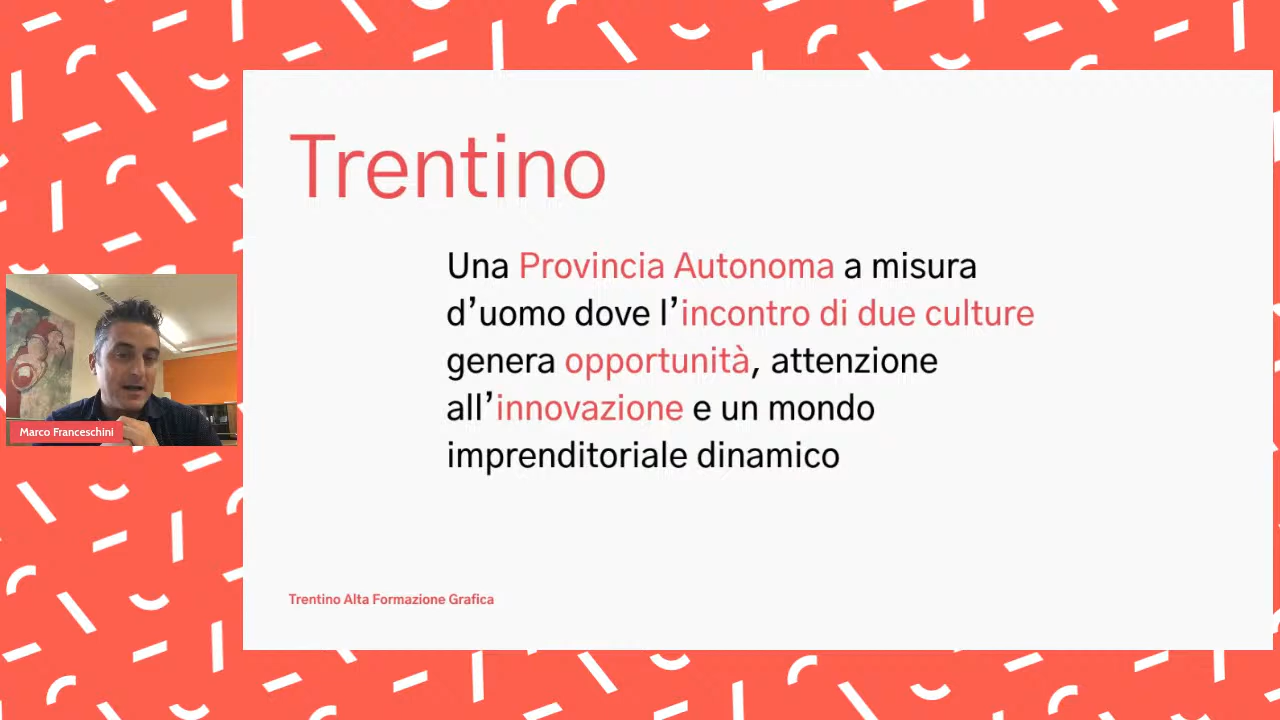 Trentino
Una Provincia Autonoma a misura
d’uomo dove l’incontro di due culture
genera opportunità, attenzione
all’innovazione e un mondo
imprenditoriale dinamico
Marco Franceschini
Trentino Alta Formazione Grafica